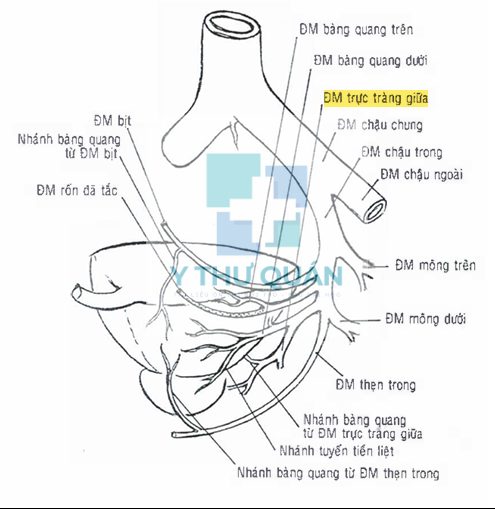 ĐM bàng quang trên
ĐM bàng quang dưới
ĐM trực tràng giữa
ĐM chậu chung
ĐM chậu trong
ĐM chậu ngoài
ĐM bịt
Nhánh bàng quang
từ ĐM bịt
ĐM rốn đã tắc
Y THƯ QUÁN
ĐM mông trên
ĐM mông dưới
ĐM thẹn trong
Nhánh bàng quang
từ ĐM trực tràng giữa
Nhánh tuyến tiền liệt
Nhánh bàng quang từ ĐM thẹn trong